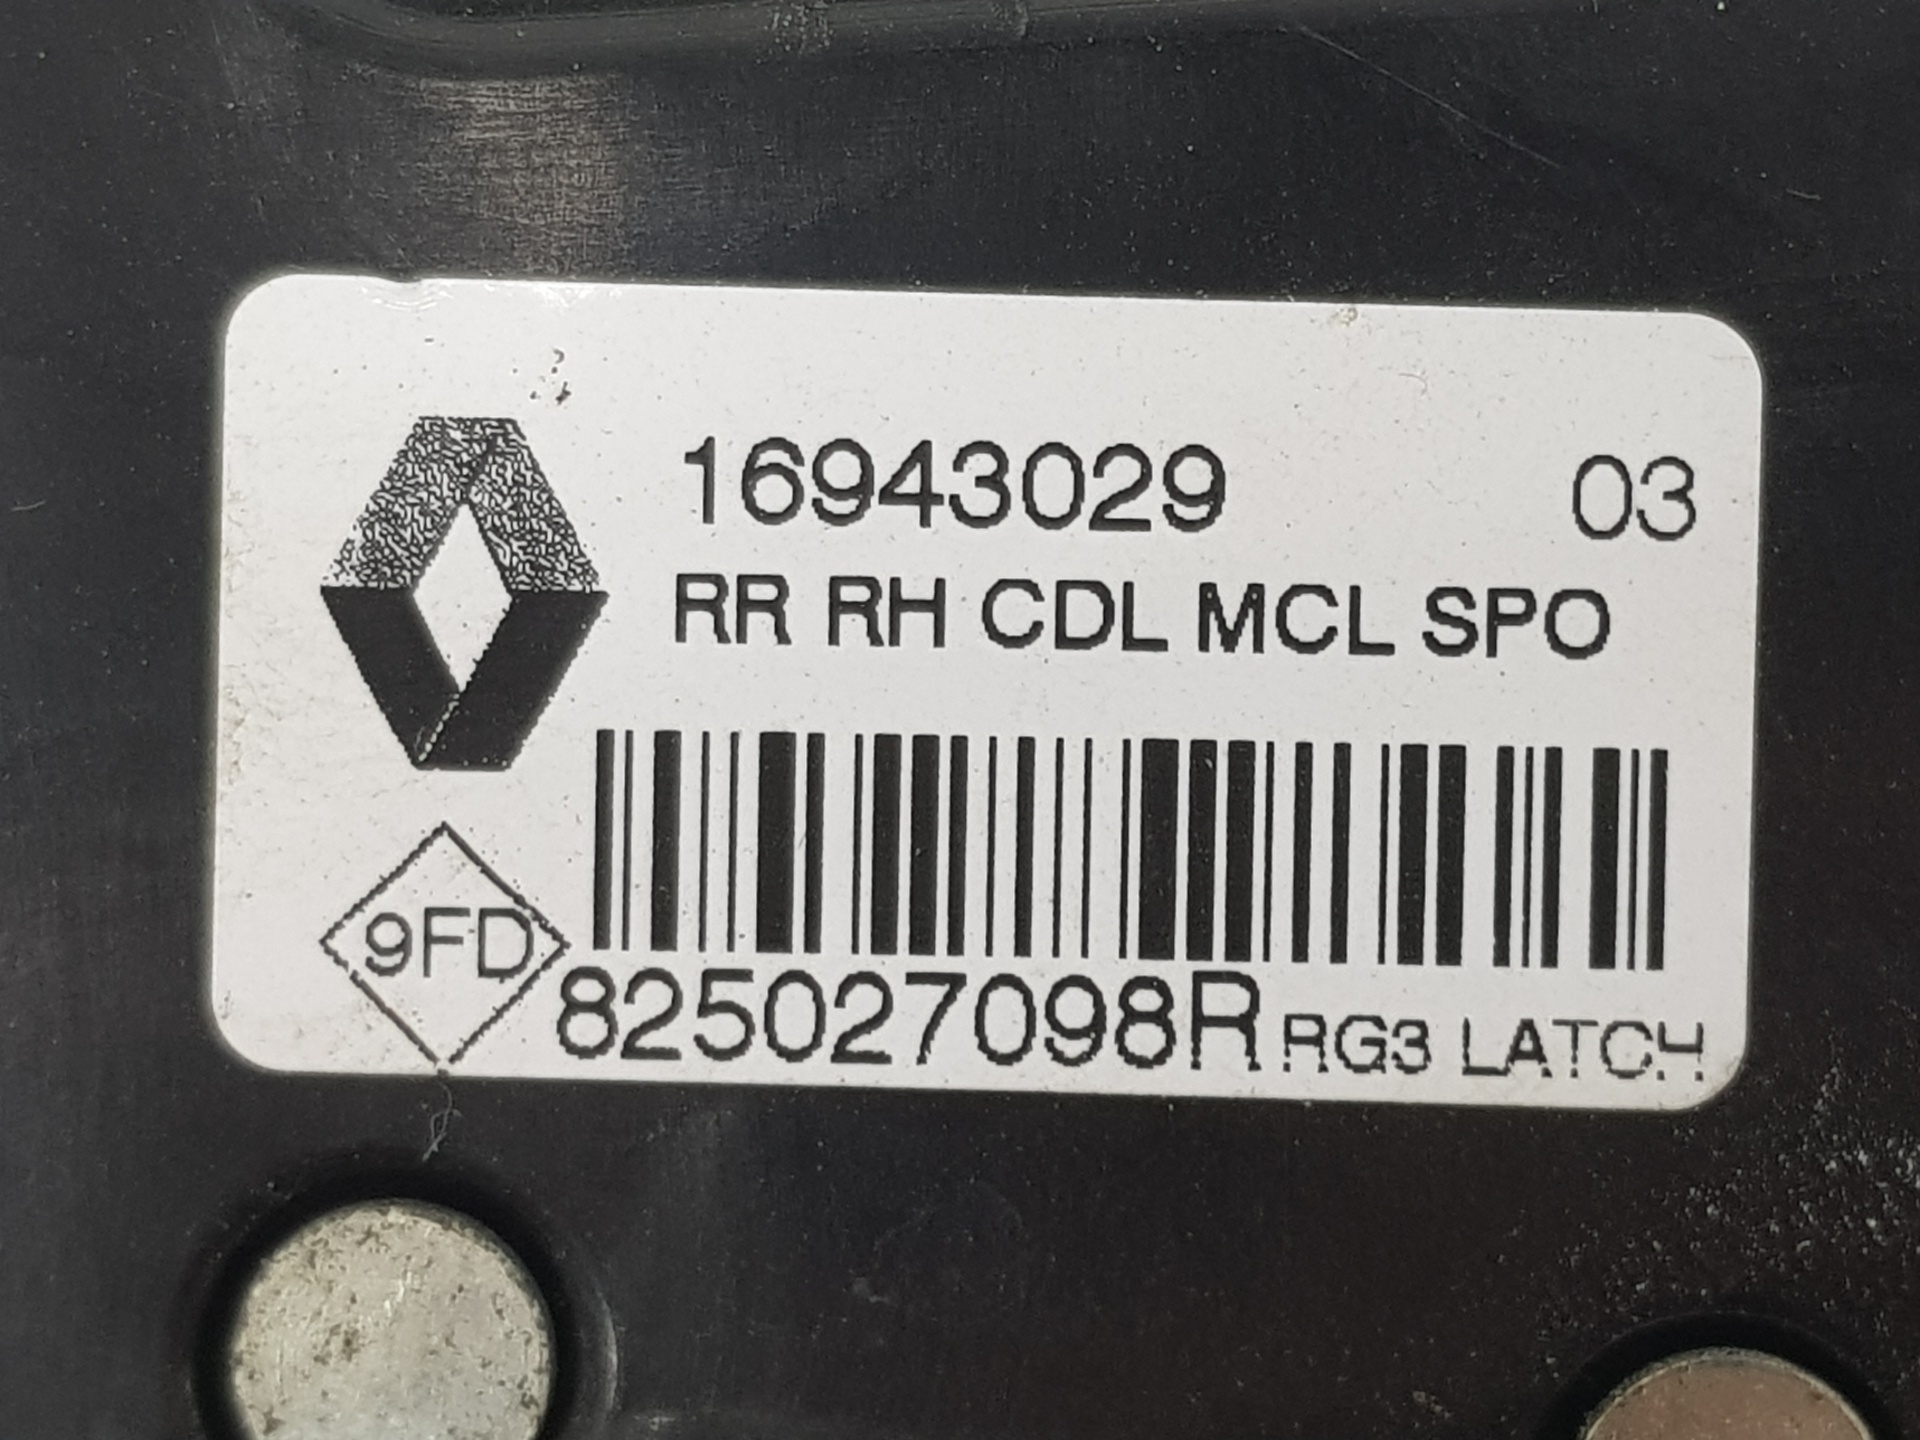 16943029 03
RR RH CDL MCL SPO
9FD
825027098R RG3 LATCH